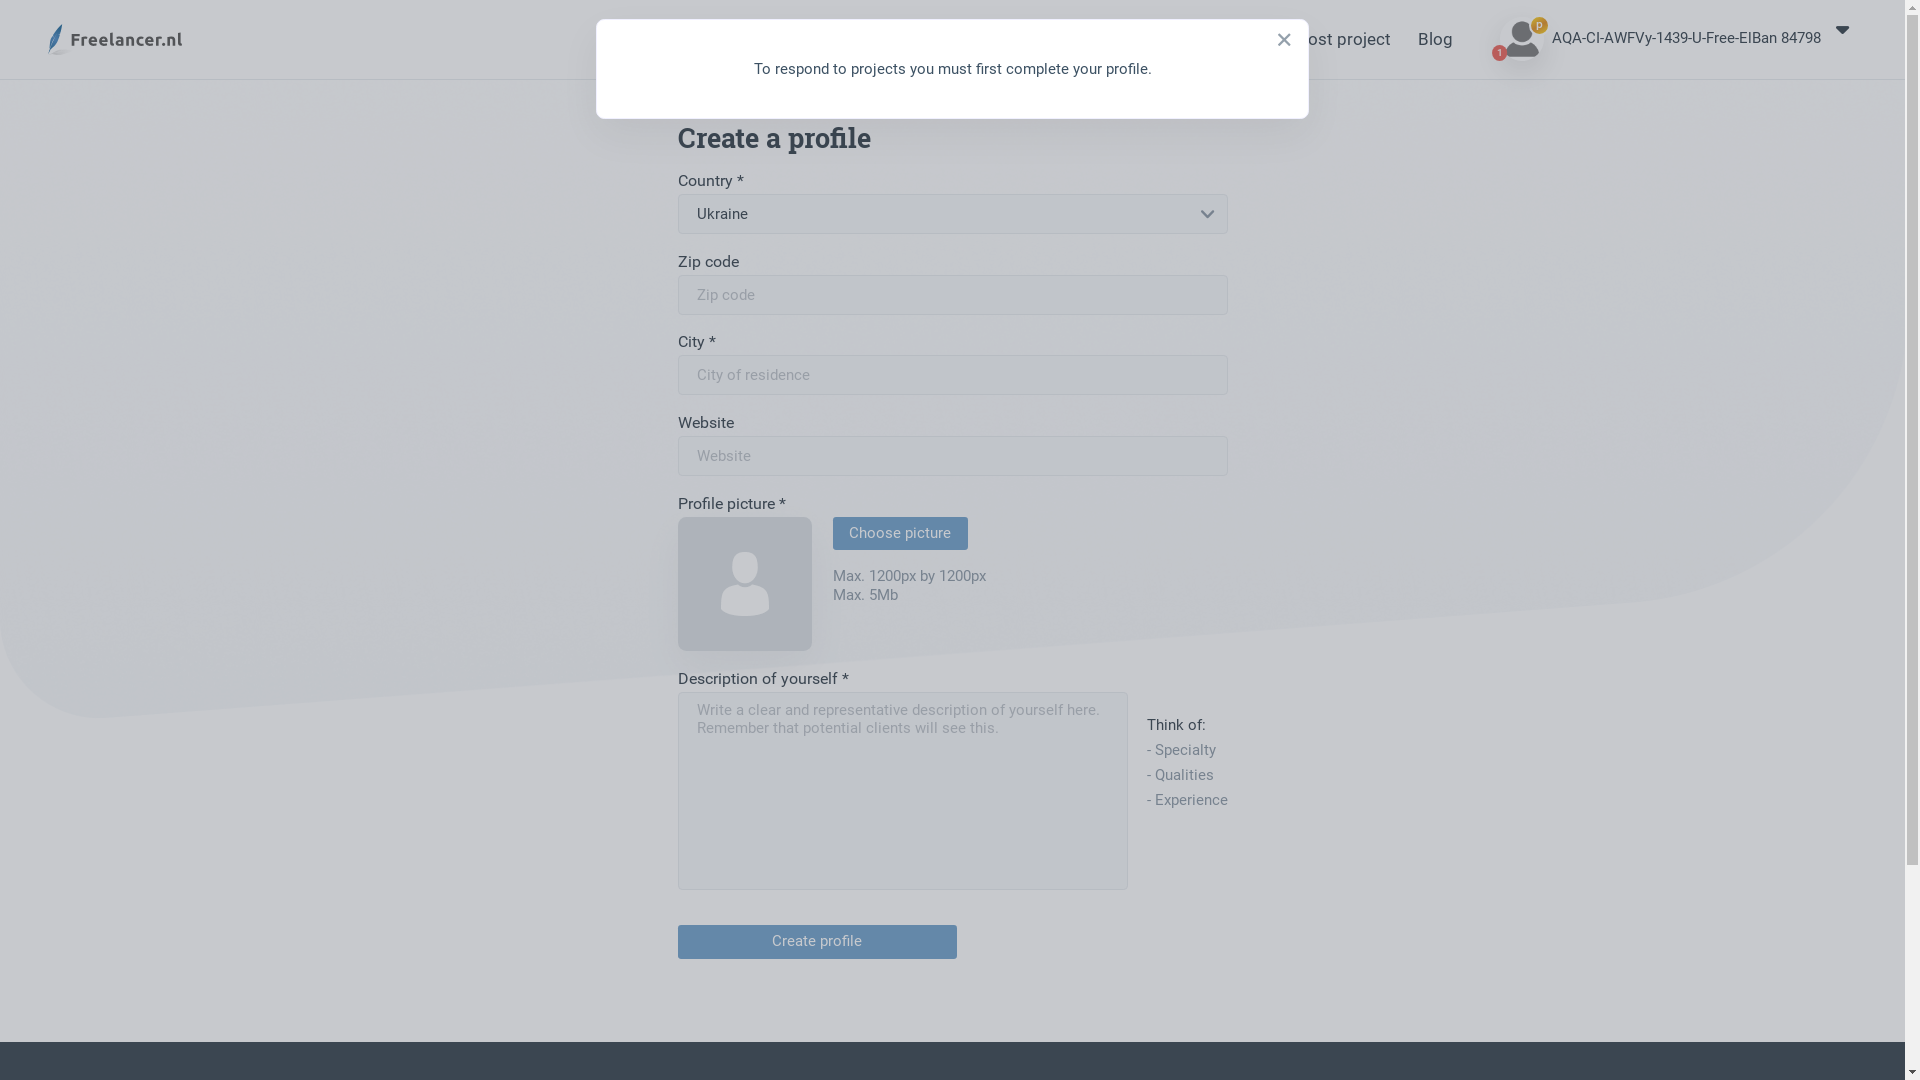 Freelancer.nl
To respond to projects you must first complete your profile.
ost project
Blog
p
1
AQA-CI-AWFVy-1439-U-Free-EIBan 84798
Create a profile
Country *
Ukraine
Zip code
Zip code
City *
City of residence
Website
Website
Profile picture *
Choose picture
Max. 1200px by 1200px
Max. 5Mb
Description of yourself *
Write a clear and representative description of yourself here.
Remember that potential clients will see this.
Think of:
- Specialty
- Qualities
- Experience
Create profile